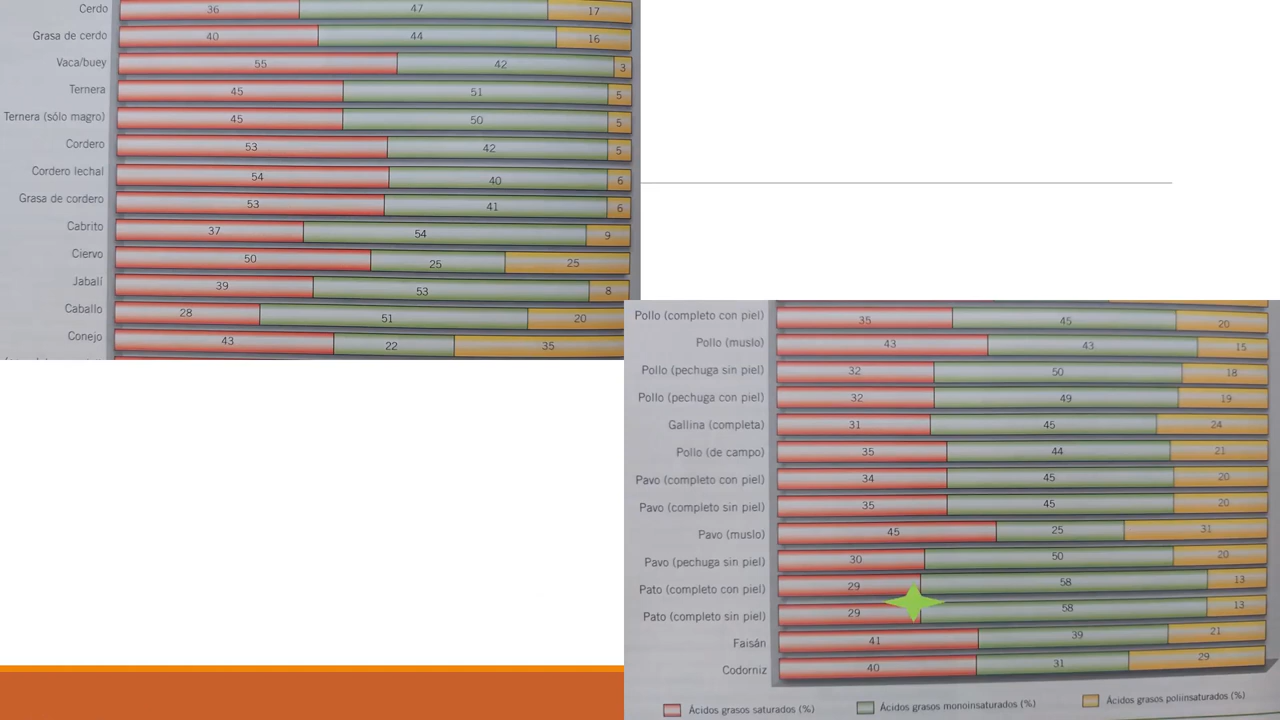 Cerdo 36 47 17
Grasa de cerdo 40 44 16
Vaca/buey 55 42 3
Ternera 45 51 5
Ternera (sólo magro) 45 50 5
Cordero 53 42 5
Cordero lechal 54 40 6
Grasa de cordero 53 41 6
Cabrito 37 54 9
Ciervo 50 25 25
Jabalí 39 53 8
Caballo 28 51 20
Conejo 43 22 35
Pollo (completo con piel) 35 45 20
Pollo (muslo) 43 43 15
Pollo (pechuga sin piel) 32 50 18
Pollo (pechuga con piel) 32 49 19
Gallina (completa) 31 45 24
Pollo (de campo) 35 44 21
Pavo (completo con piel) 34 45 20
Pavo (completo sin piel) 35 45 20
Pavo (muslo) 45 25 31
Pavo (pechuga sin piel) 30 50 20
Pato (completo con piel) 29 58 13
Pato (completo sin piel) 29 58 13
Faisán 41 39 21
Codorniz 40 31 29
Ácidos grasos saturados (%) Ácidos grasos monoinsaturados (%) Ácidos grasos poliinsaturados (%)